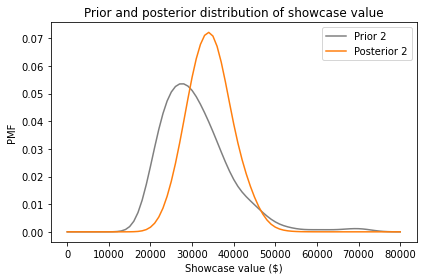 Prior and posterior distribution of showcase value
Prior 2
Posterior 2
PMF
0.07
0.06
0.05
0.04
0.03
0.02
0.01
0.00
0 10000 20000 30000 40000 50000 60000 70000 80000
Showcase value ($)